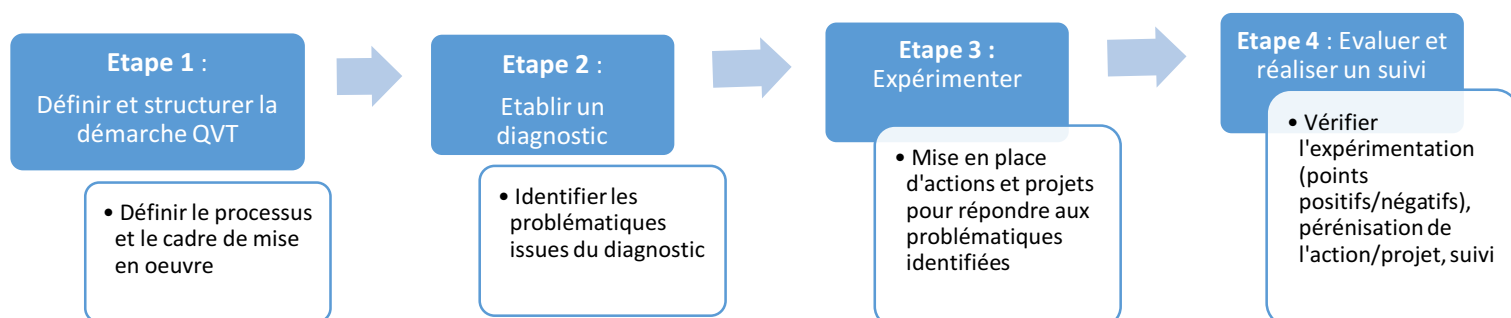 Etape 1 :
Définir et structurer la
démarche QVT
• Définir le processus
et le cadre de mise
en oeuvre
Etape 2 :
Etablir un
diagnostic
• Identifier les
problématiques
issues du diagnostic
Etape 3 :
Expérimenter
• Mise en place
d'actions et projets
pour répondre aux
problématiques
identifiées
Etape 4 : Evaluer et
réaliser un suivi
• Vérifier
l'expérimentation
(points
positifs/négatifs),
pérénisation de
l'action/projet, suivi